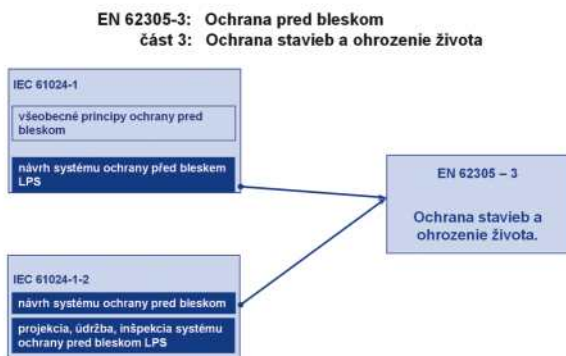 EN 62305-3: Ochrana pred bleskom
část 3: Ochrana stavieb a ohrozenie života
IEC 61024-1
všeobecné principy ochrany pred
bleskom
návrh systému ochrany před bleskem
LPS
EN 62305 – 3
Ochrana stavieb a
ohrozenie života.
IEC 61024-1-2
návrh systému ochrany pred bleskom
projekcia, údržba, inšpekcia systému
ochrany pred bleskom LPS